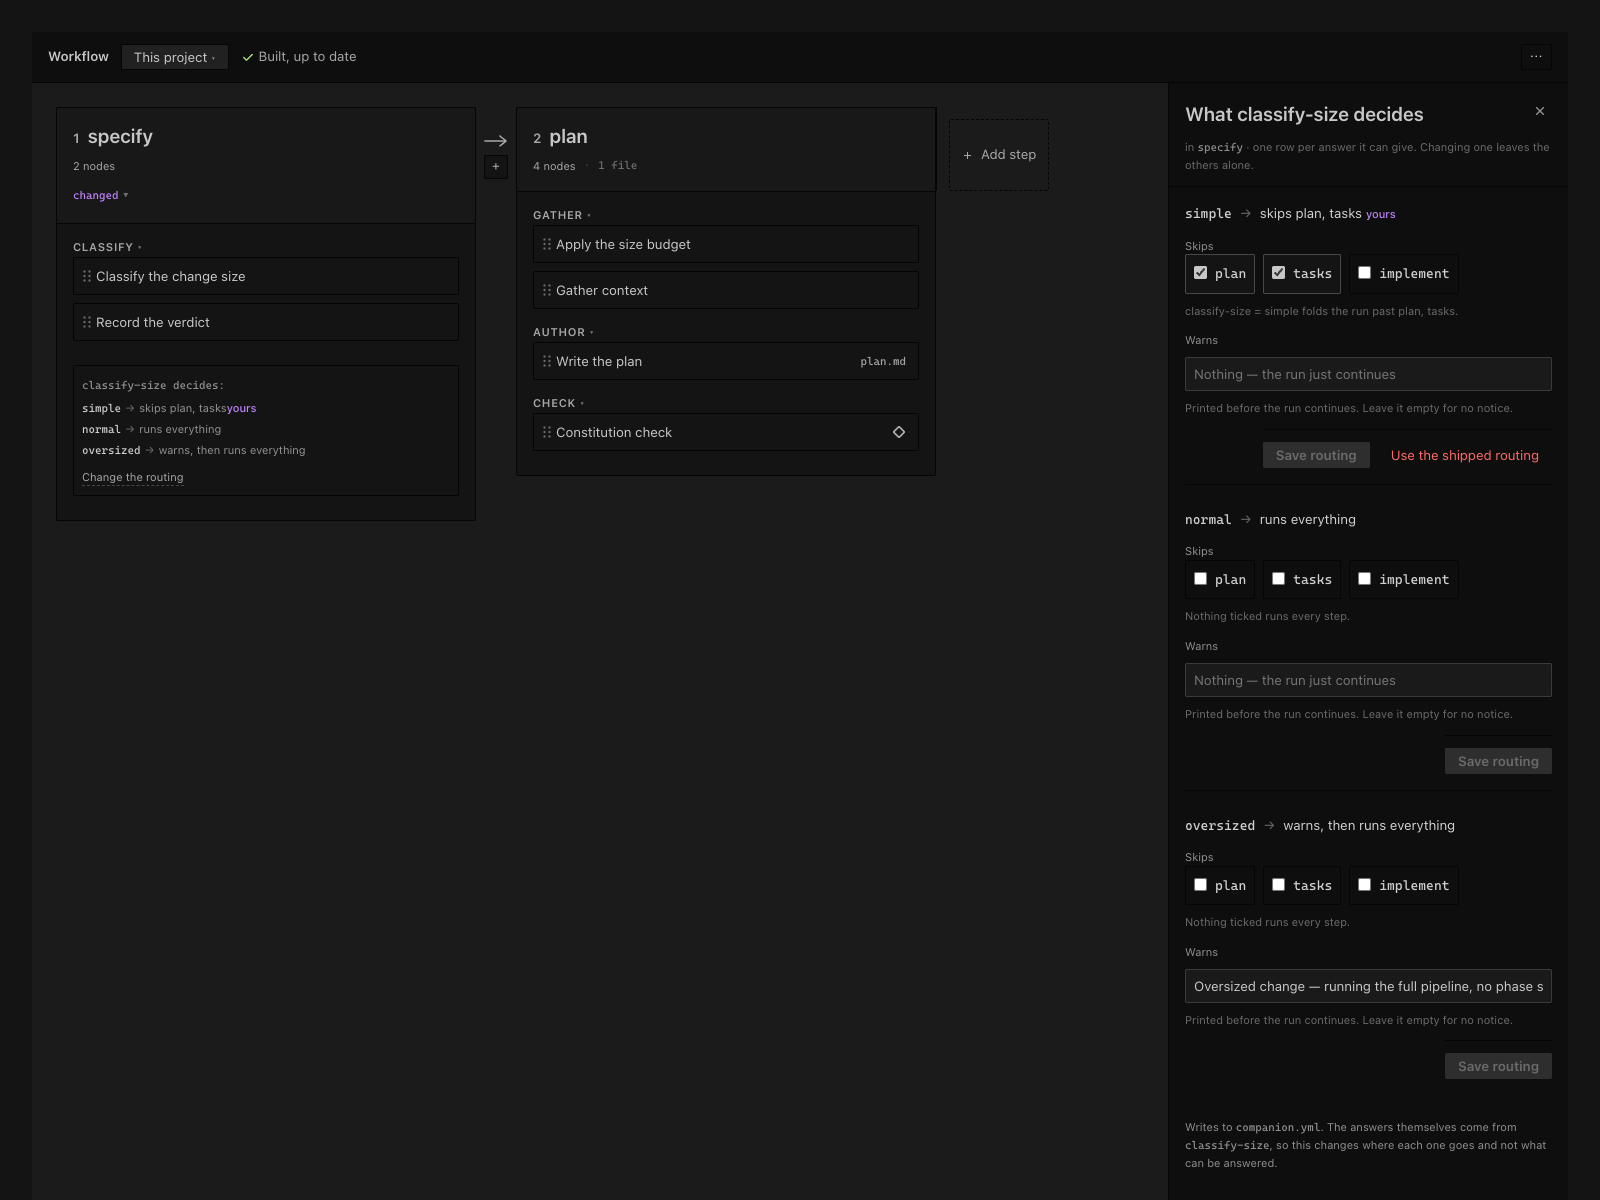 Workflow
This project
Built, up to date
...
1 specify
2 nodes
changed
CLASSIFY
Classify the change size
Record the verdict
classify-size decides:
simple → skips plan, tasksyours
normal → runs everything
oversized → warns, then runs everything
Change the routing
→
+
2 plan
4 nodes · 1 file
GATHER
Apply the size budget
Gather context
AUTHOR
Write the plan plan.md
CHECK
Constitution check
+ Add step
What classify-size decides
in specify · one row per answer it can give. Changing one leaves the
others alone.
simple → skips plan, tasks yours
Skips
plan tasks implement
classify-size = simple folds the run past plan, tasks.
Warns
Nothing — the run just continues
Printed before the run continues. Leave it empty for no notice.
Save routing Use the shipped routing
normal → runs everything
Skips
plan tasks implement
Nothing ticked runs every step.
Warns
Nothing — the run just continues
Printed before the run continues. Leave it empty for no notice.
Save routing
oversized → warns, then runs everything
Skips
plan tasks implement
Nothing ticked runs every step.
Warns
Oversized change — running the full pipeline, no phase s
Printed before the run continues. Leave it empty for no notice.
Save routing
Writes to companion.yml. The answers themselves come from
classify-size, so this changes where each one goes and not what
can be answered.